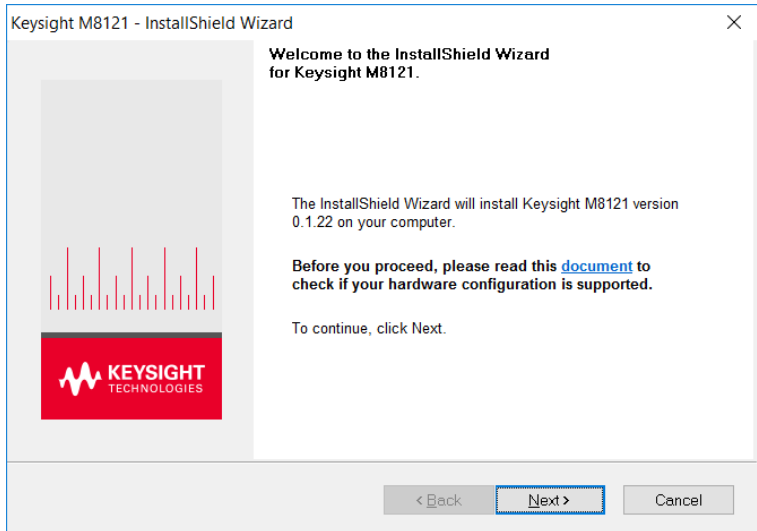 Keysight M8121 - InstallShield Wizard
Welcome to the InstallShield Wizard
for Keysight M8121.
The InstallShield Wizard will install Keysight M8121 version
0.1.22 on your computer.
Before you proceed, please read this document to
check if your hardware configuration is supported.
To continue, click Next.
KEYSIGHT
TECHNOLOGIES
< Back
Next >
Cancel